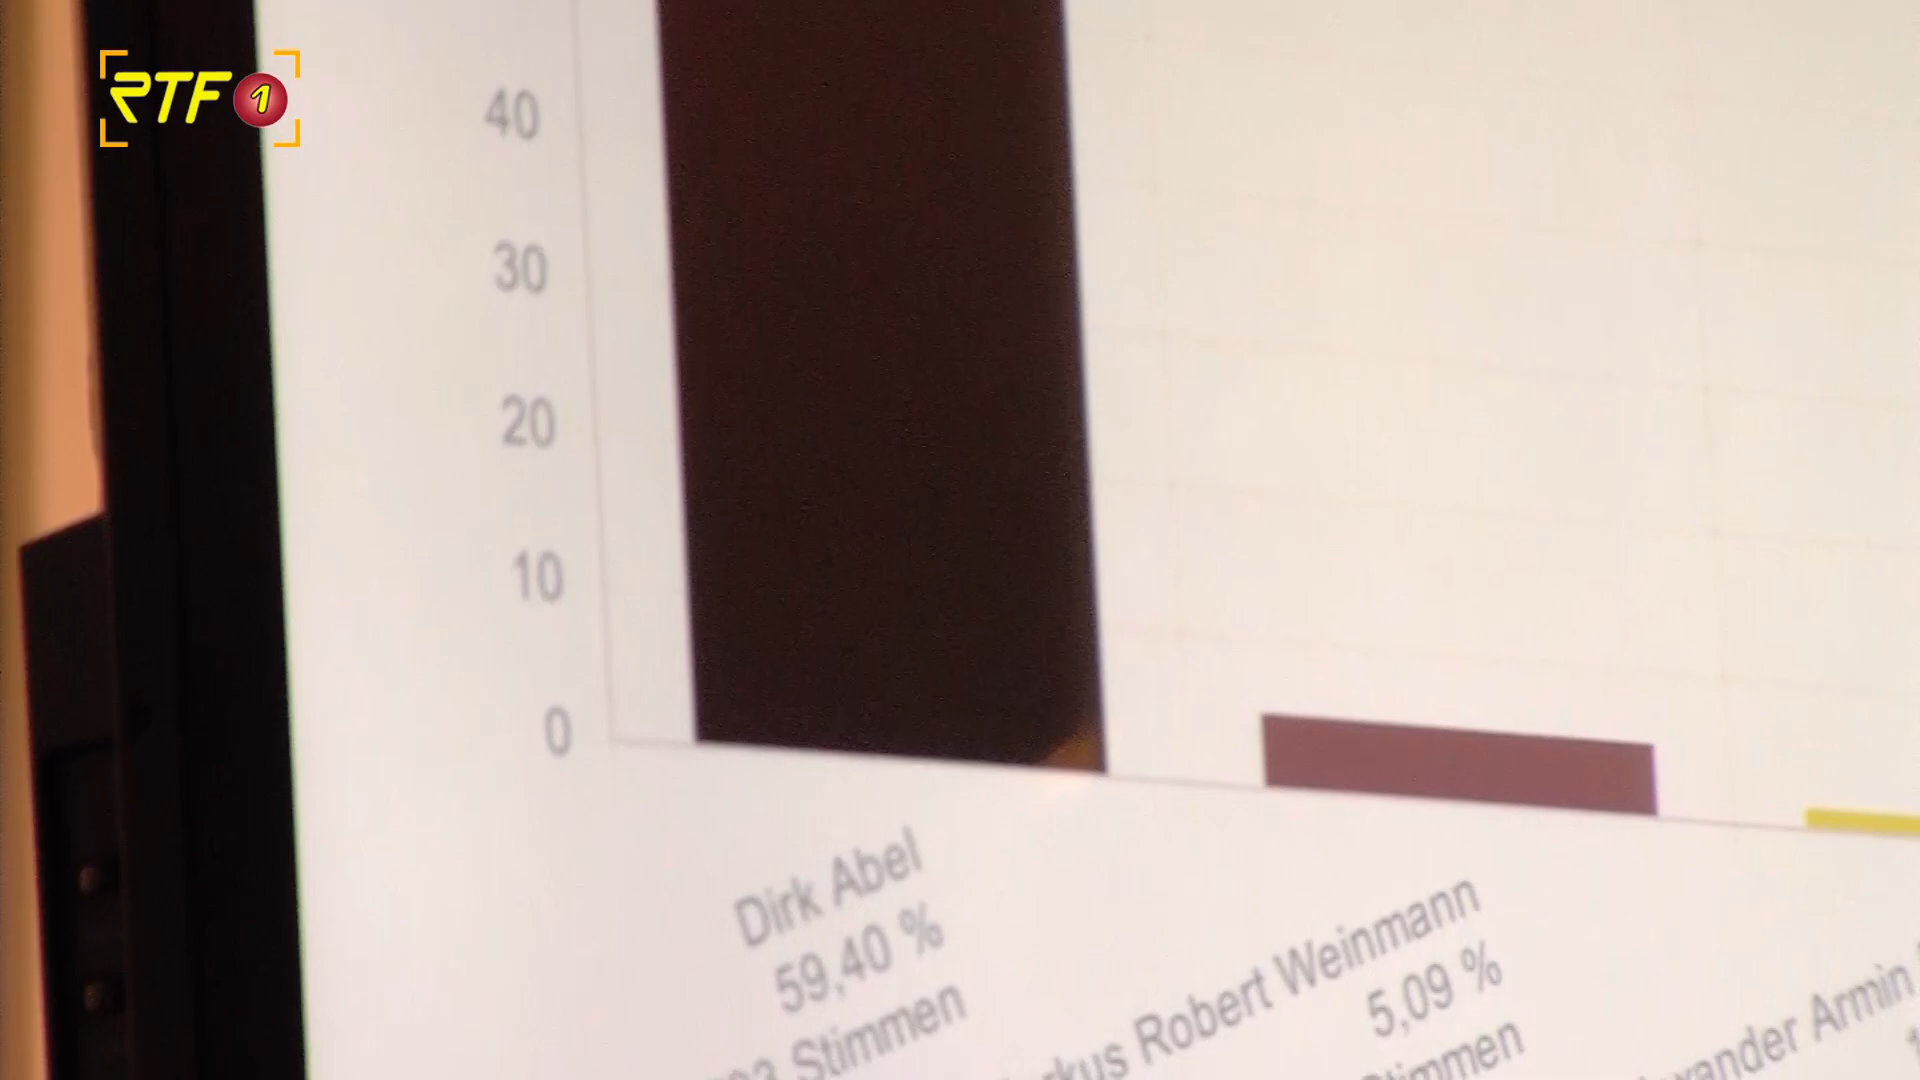 RTF 1
40
30
20
10
0
Dirk Abel
59,40 %
Stimmen
Robert Weinmann
5,09 %
Armin